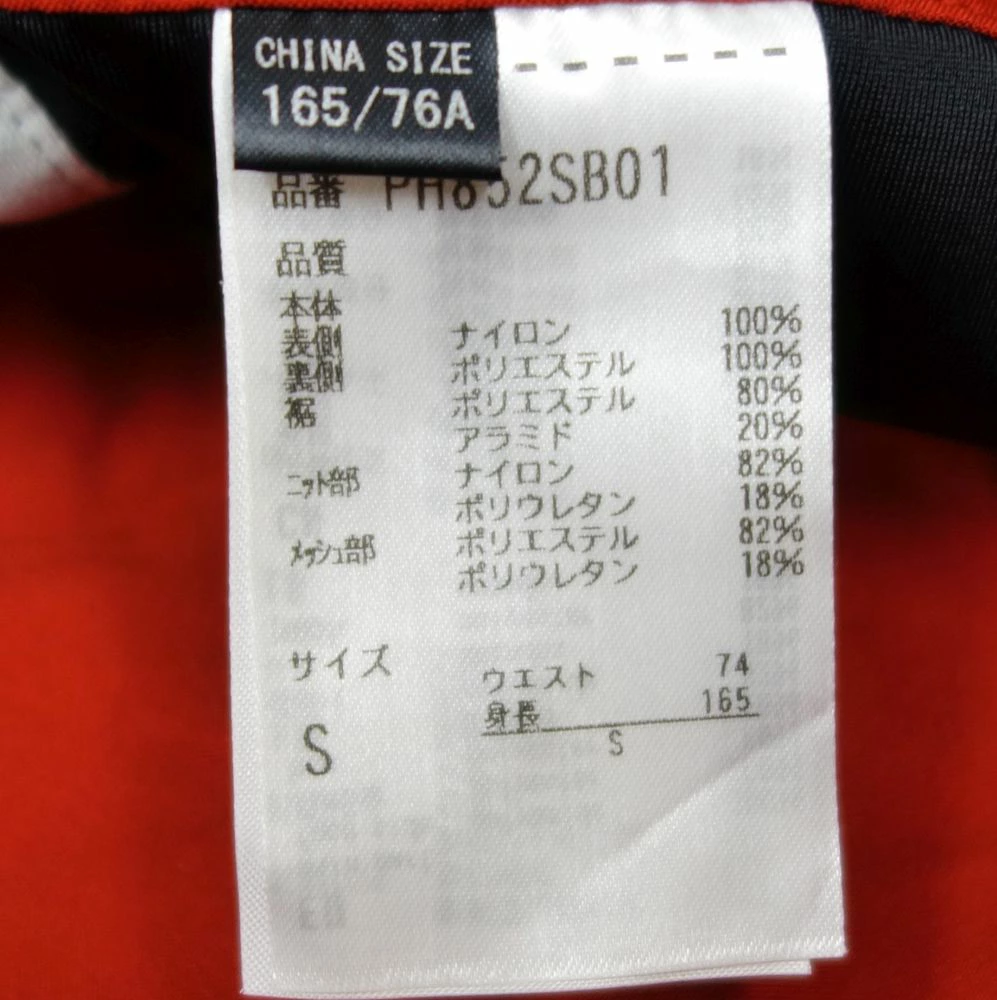 CHINA SIZE
165/76A
品番 PH852SB01
品質
本体
表側 ナイロン 100%
裏側 ポリエステル 100%
裾 ポリエステル 80%
アラミド 20%
ニット部 ナイロン 82%
ポリウレタン 18%
メッシュ部 ポリエステル 82%
ポリウレタン 18%
サイズ ウエスト 74
身長 165
S
S